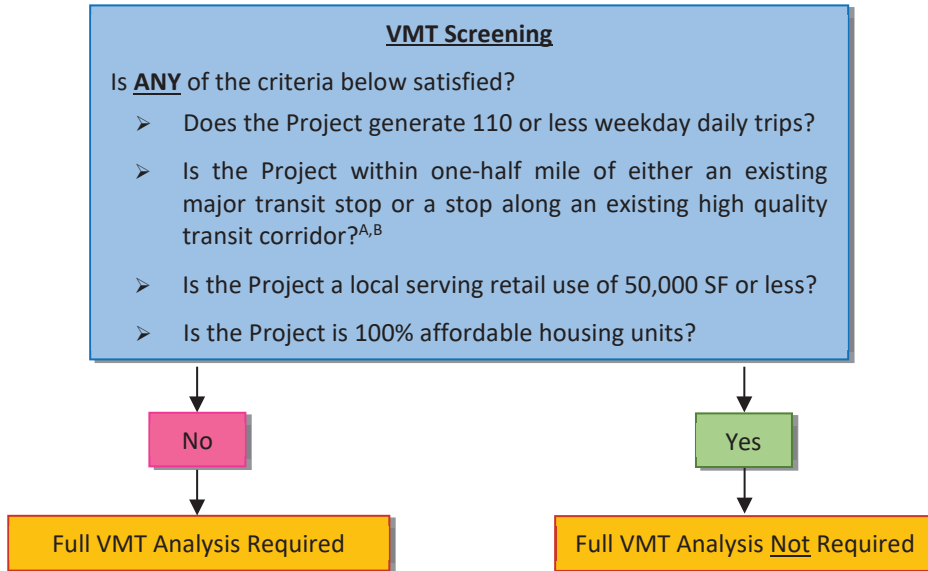 VMT Screening
Is ANY of the criteria below satisfied?
➢ Does the Project generate 110 or less weekday daily trips?
➢ Is the Project within one-half mile of either an existing
major transit stop or a stop along an existing high quality
transit corridor?A,B
➢ Is the Project a local serving retail use of 50,000 SF or less?
➢ Is the Project is 100% affordable housing units?
No
Yes
Full VMT Analysis Required
Full VMT Analysis Not Required